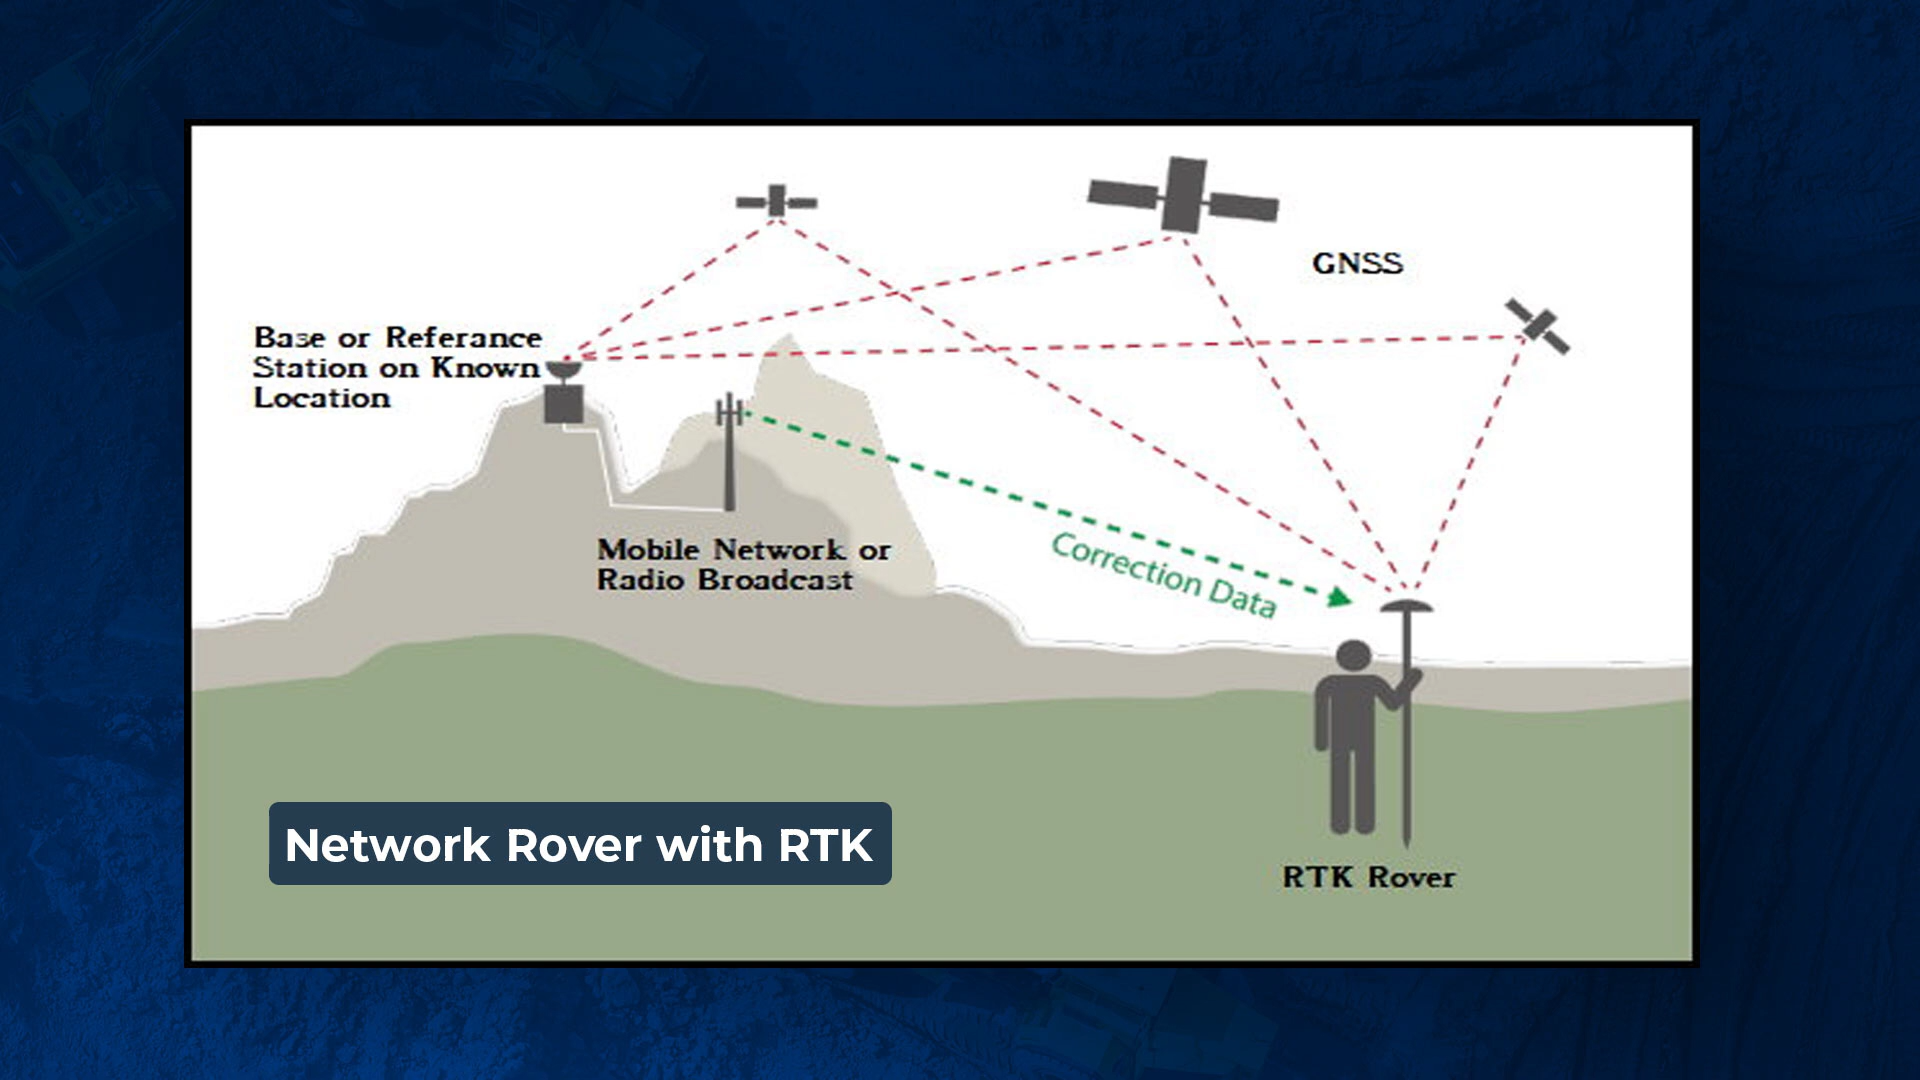 GNSS
Base or Referance
Station on Known
Location
Mobile Network or
Radio Broadcast
Correction Data
Network Rover with RTK
RTK Rover